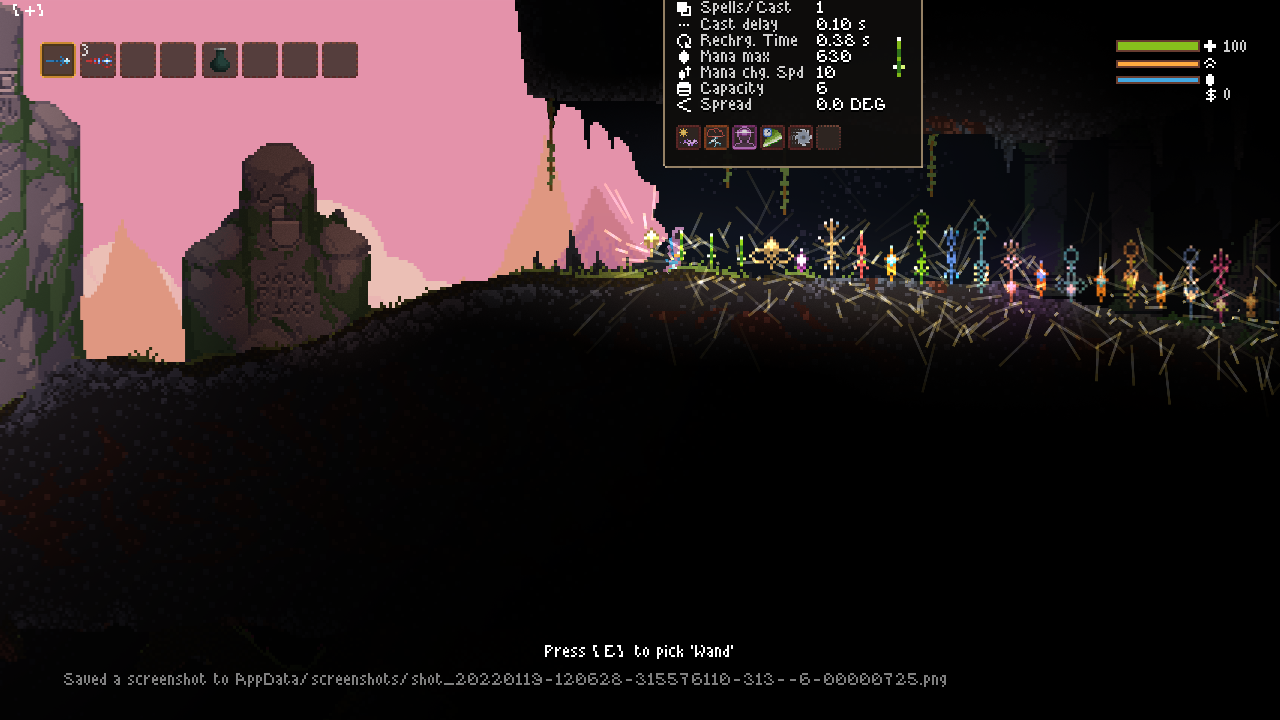 [+]
3
Spells/Cast 1
Cast delay 0.10 s
Rechrg. Time 0.38 s
Mana max 630
Mana chg. Spd 10
Capacity 6
Spread 0.0 DEG
100
$ 0
Press [E] to pick 'Wand'
Saved a screenshot to AppData/screenshots/shot_20220119-120628-315576110-313--6-00000725.png